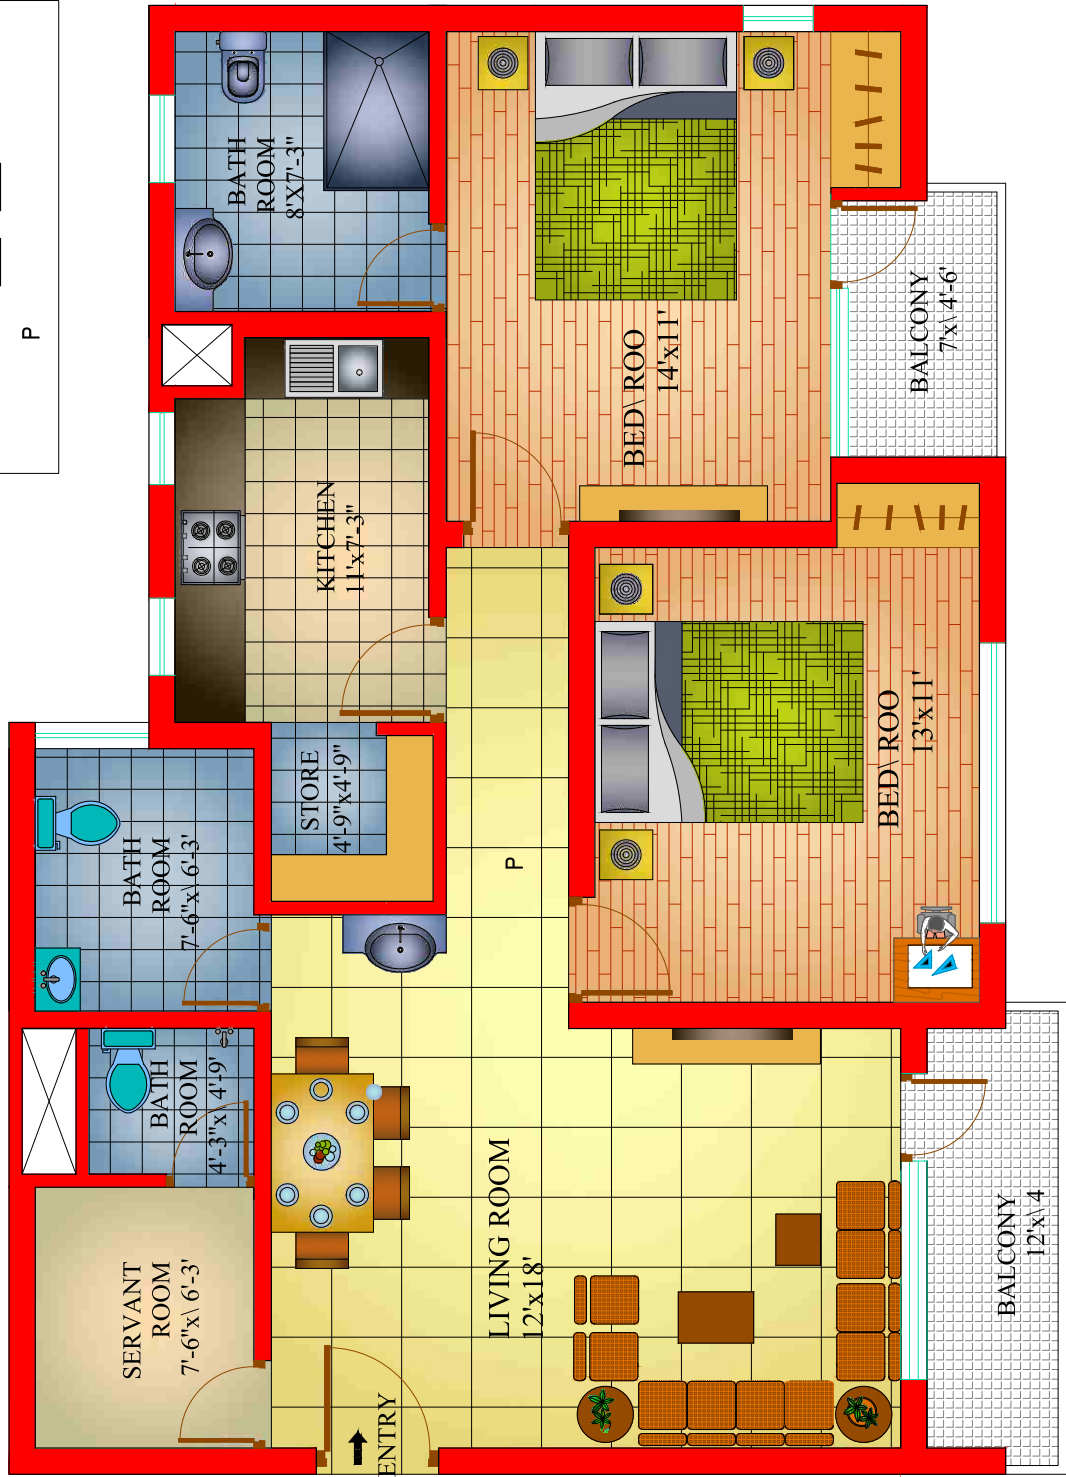 P
BATH
ROOM
8'X7'-3"
BED\ ROO
14'x11'
BALCONY
7'x\ 4'-6'
KITCHEN
11'x7'-3"
STORE
4'-9"x4'-9"
BED\ ROO
13'x11'
BATH
ROOM
7'-6"x\ 6'-3'
P
BATH
ROOM
4'-3"x\ 4'-9'
SERVANT
ROOM
7'-6"x\ 6'-3'
LIVING ROOM
12'x18'
BALCONY
12'x\ 4
ENTRY